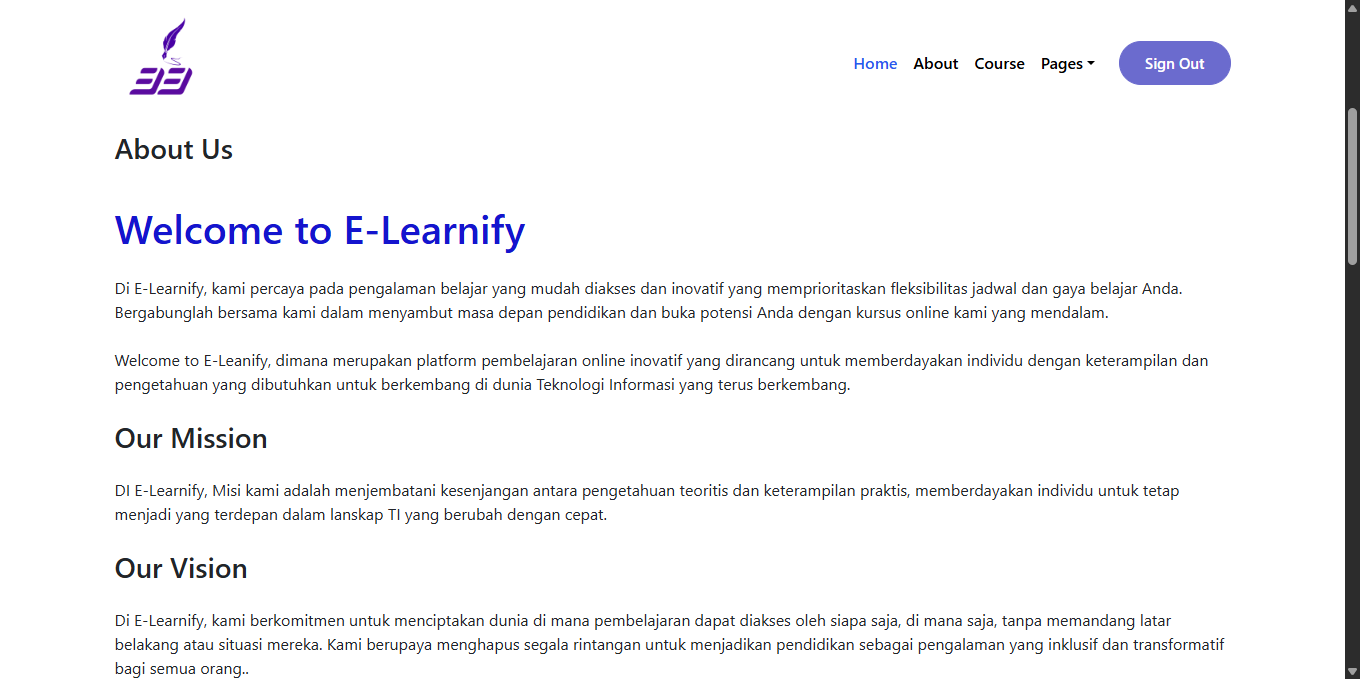 Home About Course Pages Sign Out
About Us
Welcome to E-Learnify
Di E-Learnify, kami percaya pada pengalaman belajar yang mudah diakses dan inovatif yang memprioritaskan fleksibilitas jadwal dan gaya belajar Anda.
Bergabunglah bersama kami dalam menyambut masa depan pendidikan dan buka potensi Anda dengan kursus online kami yang mendalam.
Welcome to E-Leanify, dimana merupakan platform pembelajaran online inovatif yang dirancang untuk memberdayakan individu dengan keterampilan dan
pengetahuan yang dibutuhkan untuk berkembang di dunia Teknologi Informasi yang terus berkembang.
Our Mission
DI E-Learnify, Misi kami adalah menjembatani kesenjangan antara pengetahuan teoritis dan keterampilan praktis, memberdayakan individu untuk tetap
menjadi yang terdepan dalam lanskap TI yang berubah dengan cepat.
Our Vision
Di E-Learnify, kami berkomitmen untuk menciptakan dunia di mana pembelajaran dapat diakses oleh siapa saja, di mana saja, tanpa memandang latar
belakang atau situasi mereka. Kami berupaya menghapus segala rintangan untuk menjadikan pendidikan sebagai pengalaman yang inklusif dan transformatif
bagi semua orang..